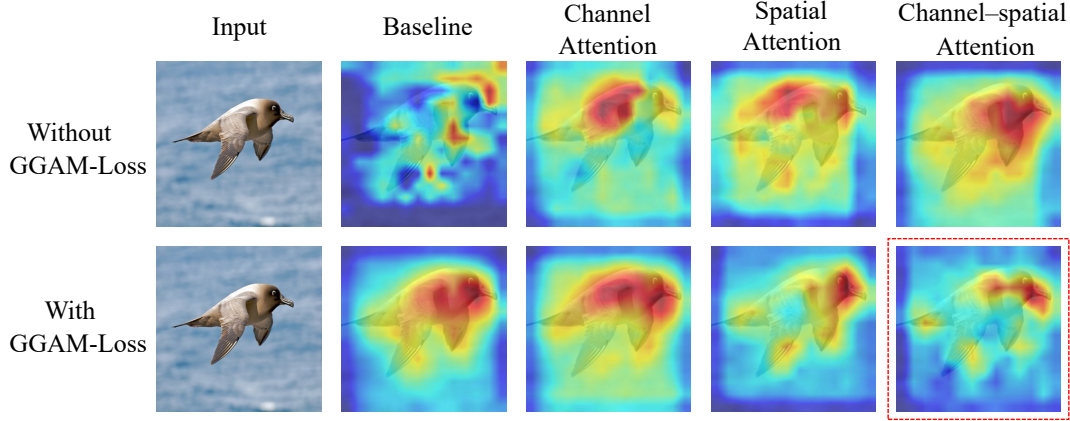 Input
Baseline
Channel
Attention
Spatial
Attention
Channel–spatial
Attention
Without
GGAM-Loss
With
GGAM-Loss